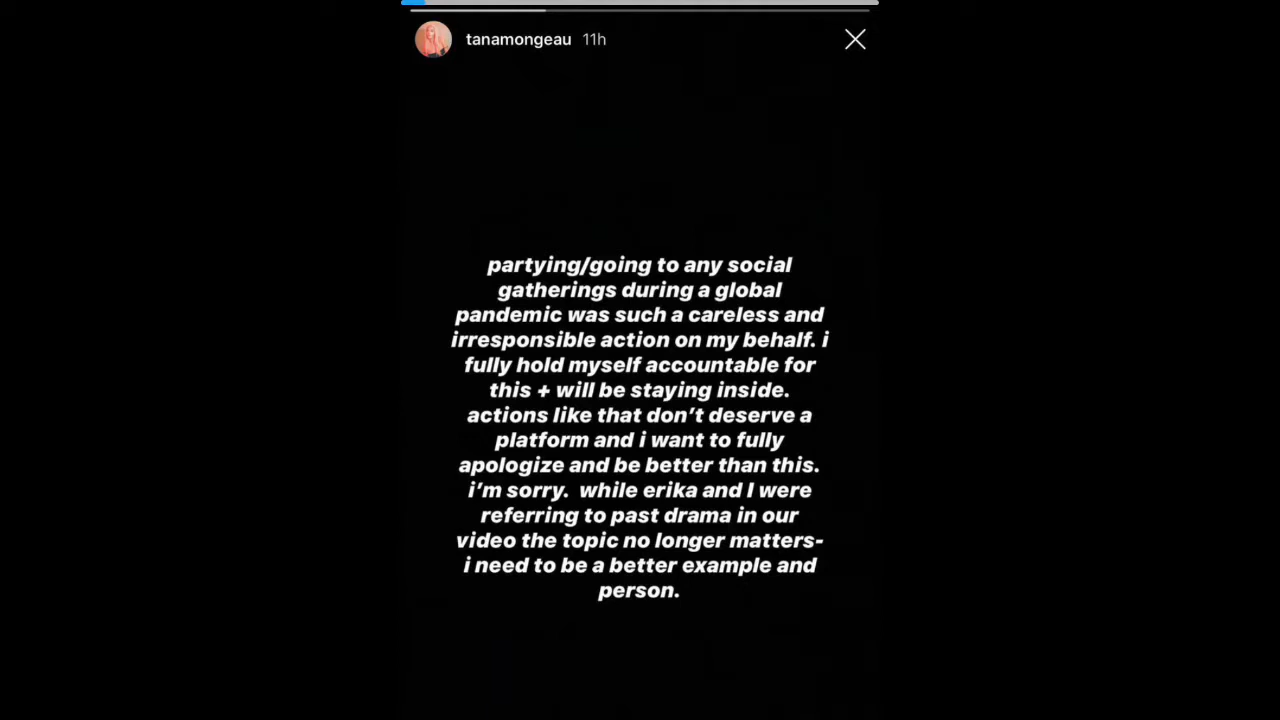 tanamongeau 11h
partying/going to any social
gatherings during a global
pandemic was such a careless and
irresponsible action on my behalf. i
fully hold myself accountable for
this + will be staying inside.
actions like that don’t deserve a
platform and i want to fully
apologize and be better than this.
i’m sorry.  while erika and I were
referring to past drama in our
video the topic no longer matters-
i need to be a better example and
person.